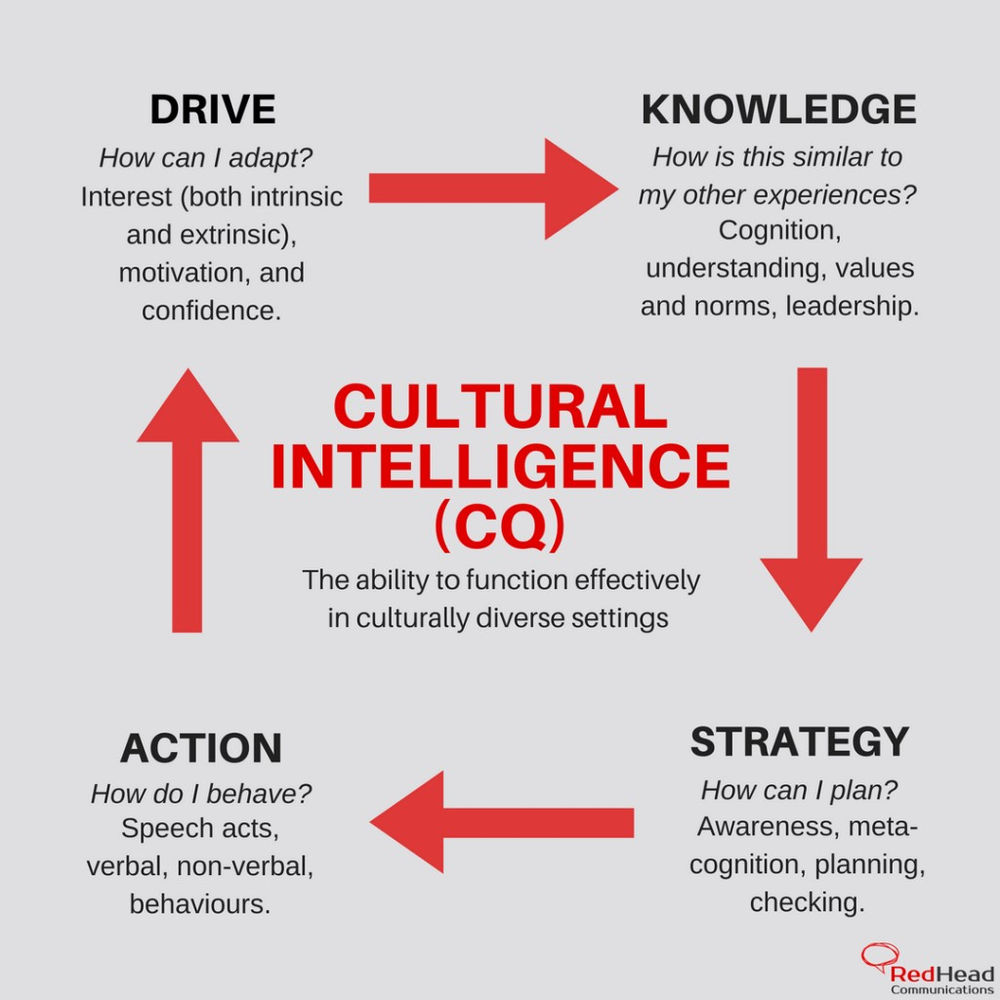 DRIVE
How can I adapt?
Interest (both intrinsic
and extrinsic),
motivation, and
confidence.
KNOWLEDGE
How is this similar to
my other experiences?
Cognition,
understanding, values
and norms, leadership.
CULTURAL
INTELLIGENCE
(CQ)
The ability to function effectively
in culturally diverse settings
ACTION
How do I behave?
Speech acts,
verbal, non-verbal,
behaviours.
STRATEGY
How can I plan?
Awareness, meta-
cognition, planning,
checking.
RedHead
Communications